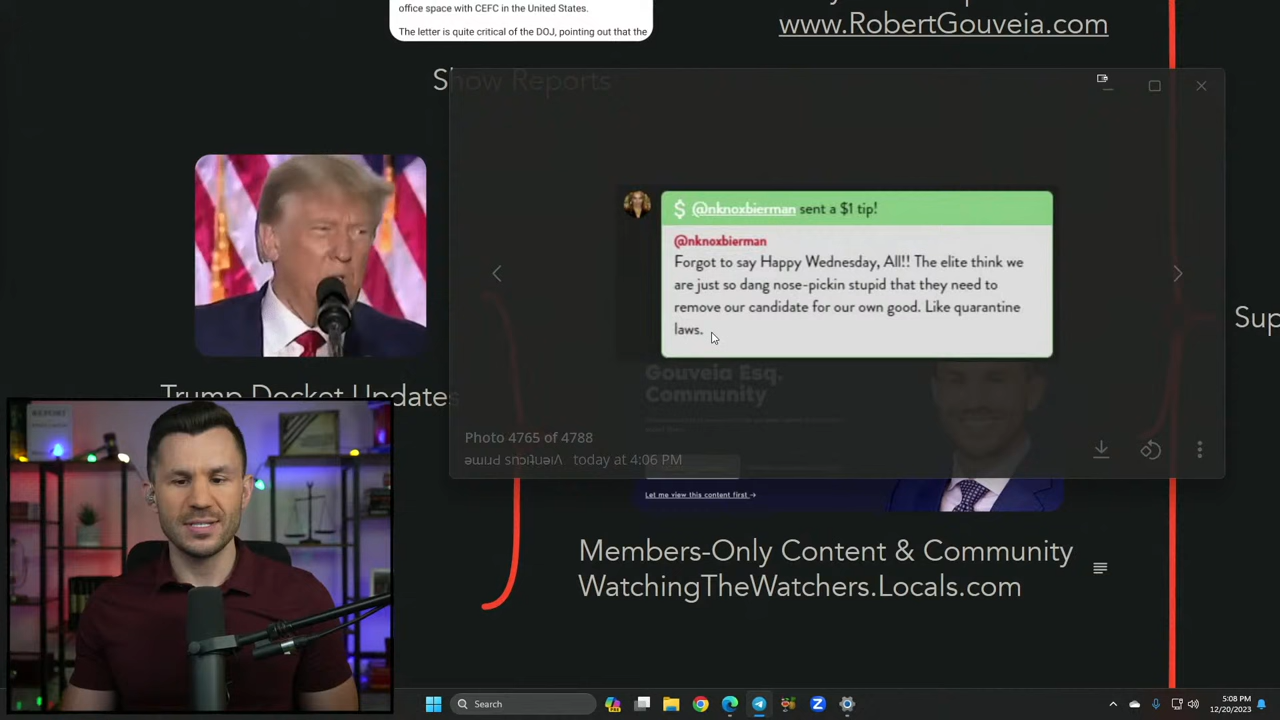 office space with CEFC in the United States.
The letter is quite critical of the DOJ, pointing out that the
www.RobertGouveia.com
Show Reports
$ @nknoxbierman sent a $1 tip!
@nknoxbierman
Forgot to say Happy Wednesday, All!! The elite think we
are just so dang nose-pickin stupid that they need to
remove our candidate for our own good. Like quarantine
laws.
Sup
Trump Docket Updates
Gouveia Esq.
Community
Photo 4765 of 4788
today at 4:06 PM
Let me view this content first →
Members-Only Content & Community
WatchingTheWatchers.Locals.com
Search
5:08 PM
12/20/2023